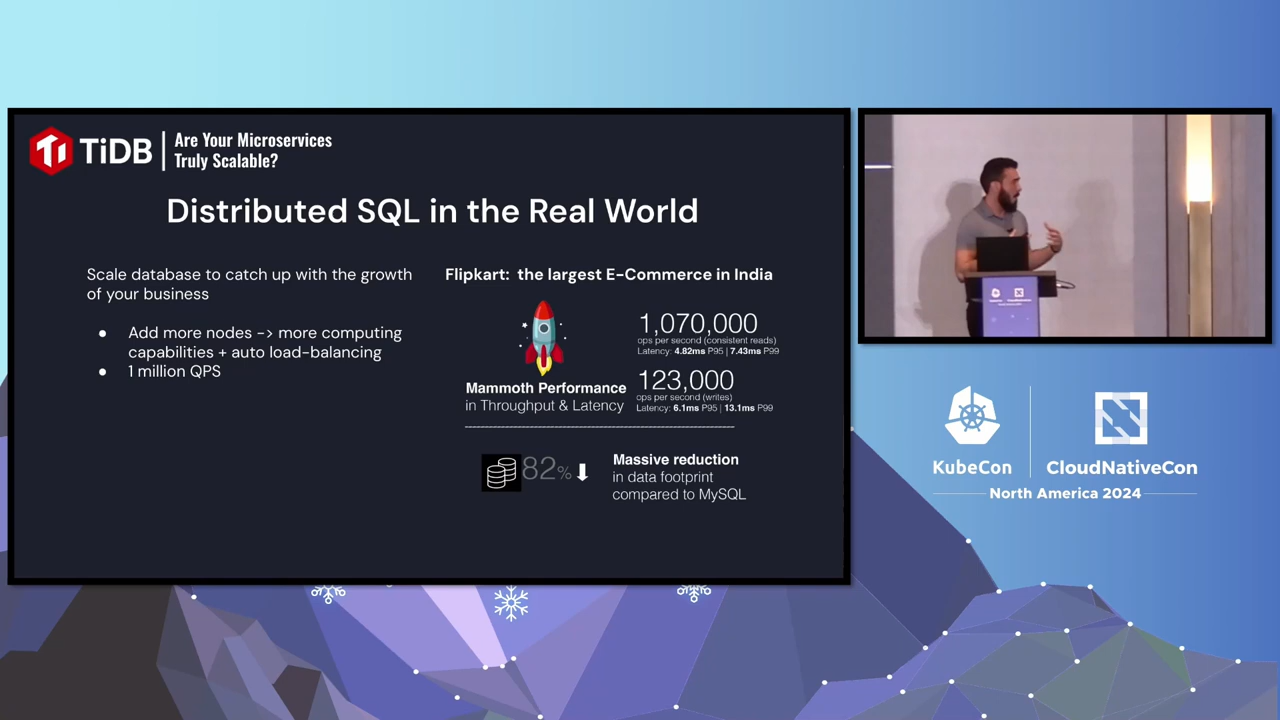 TiDB
Are Your Microservices
Truly Scalable?
Distributed SQL in the Real World
Scale database to catch up with the growth
of your business
● Add more nodes -> more computing
capabilities + auto load-balancing
● 1 million QPS
Flipkart: the largest E-Commerce in India
Mammoth Performance
in Throughput & Latency
1,070,000
ops per second (consistent reads)
Latency: 4.82ms P95 | 7.43ms P99
123,000
ops per second (writes)
Latency: 6.1ms P95 | 13.1ms P99
82%
Massive reduction
in data footprint
compared to MySQL
KubeCon
CloudNativeCon
North America 2024